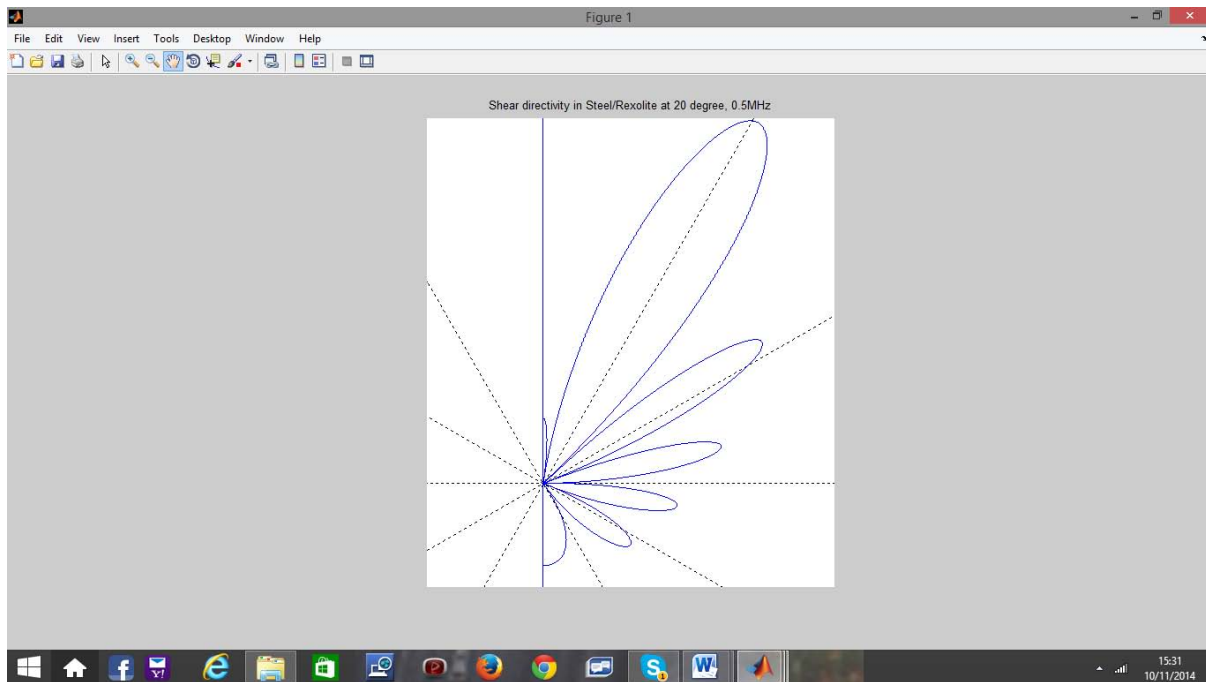 Figure 1
File Edit View Insert Tools Desktop Window Help
Shear directivity in Steel/Rexolite at 20 degree, 0.5MHz
15:31
10/11/2014